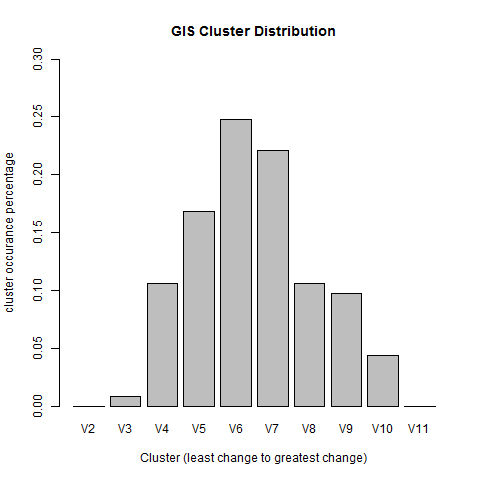 GIS Cluster Distribution
cluster occurance percentage
0.30
0.25
0.20
0.15
0.10
0.05
0.00
V2 V3 V4 V5 V6 V7 V8 V9 V10 V11
Cluster (least change to greatest change)